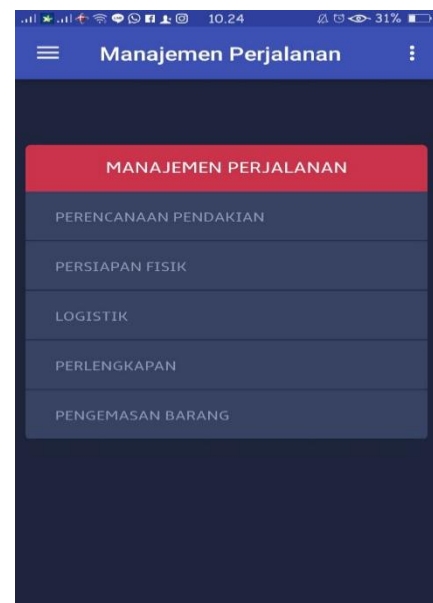 10.24 31%
Manajemen Perjalanan
MANAJEMEN PERJALANAN
PERENCANAAN PENDAKIAN
PERSIAPAN FISIK
LOGISTIK
PERLENGKAPAN
PENGEMASAN BARANG